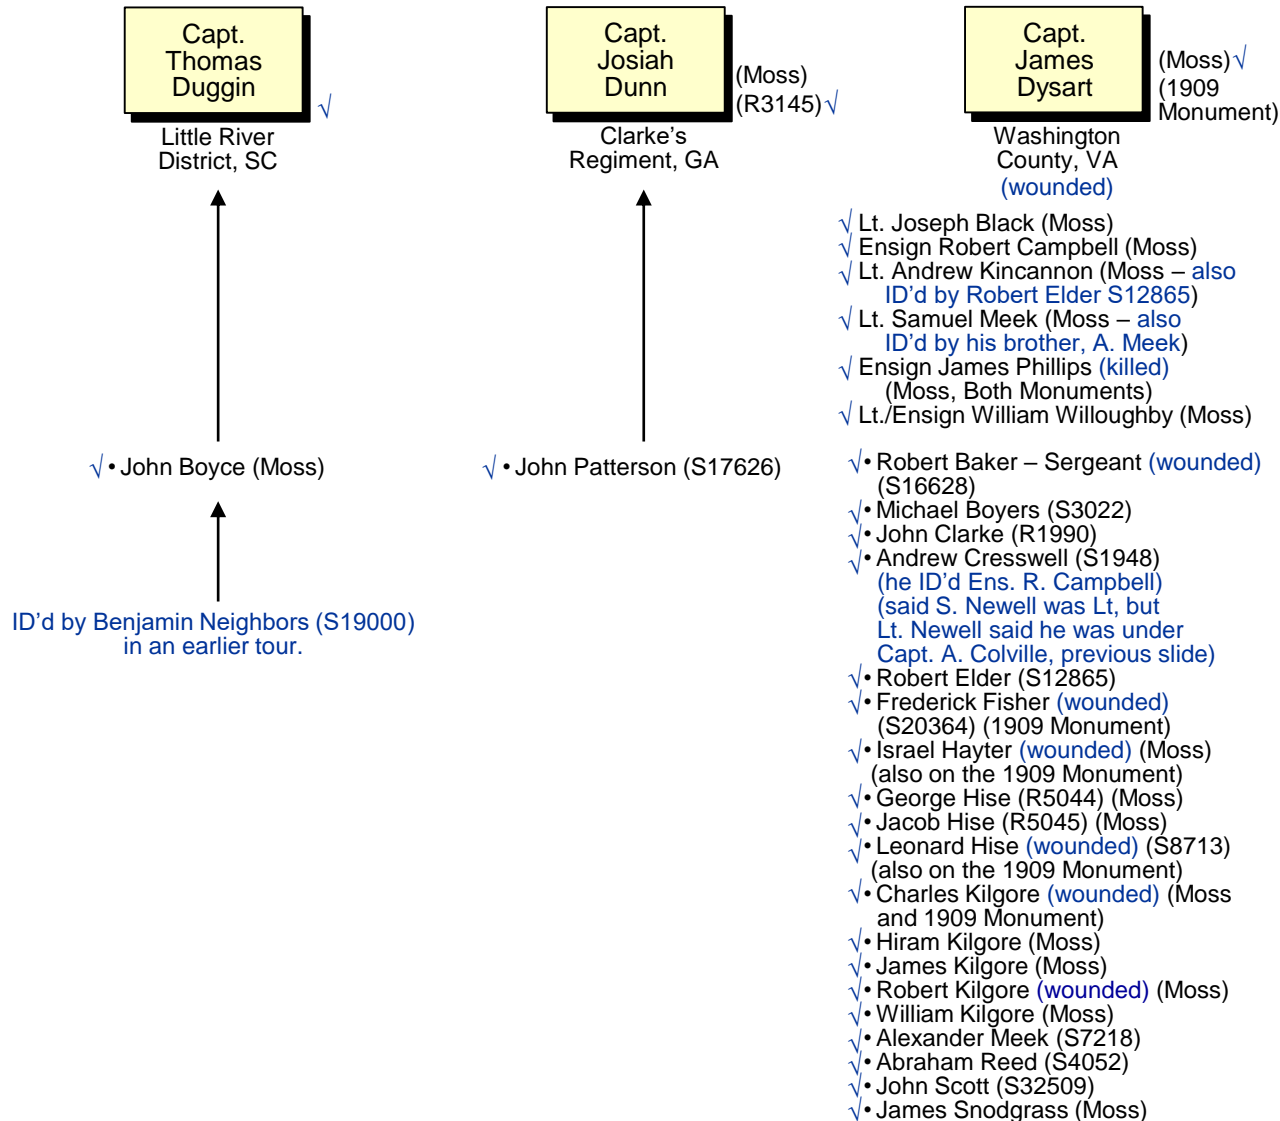 Capt.
Thomas
Duggin
√
Little River
District, SC
√ • John Boyce (Moss)
ID’d by Benjamin Neighbors (S19000)
in an earlier tour.
Capt.
Josiah
Dunn
(Moss)
(R3145) √
Clarke’s
Regiment, GA
√ • John Patterson (S17626)
Capt.
James
Dysart
(Moss) √
(1909
Monument)
Washington
County, VA
(wounded)
√ Lt. Joseph Black (Moss)
√ Ensign Robert Campbell (Moss)
√ Lt. Andrew Kincannon (Moss – also
ID’d by Robert Elder S12865)
√ Lt. Samuel Meek (Moss – also
ID’d by his brother, A. Meek)
√ Ensign James Phillips (killed)
(Moss, Both Monuments)
√ Lt./Ensign William Willoughby (Moss)
√ • Robert Baker – Sergeant (wounded)
(S16628)
√ • Michael Boyers (S3022)
√ • John Clarke (R1990)
√ • Andrew Cresswell (S1948)
(he ID’d Ens. R. Campbell)
(said S. Newell was Lt, but
Lt. Newell said he was under
Capt. A. Colville, previous slide)
√ • Robert Elder (S12865)
√ • Frederick Fisher (wounded)
(S20364) (1909 Monument)
√ • Israel Hayter (wounded) (Moss)
(also on the 1909 Monument)
√ • George Hise (R5044) (Moss)
√ • Jacob Hise (R5045) (Moss)
√ • Leonard Hise (wounded) (S8713)
(also on the 1909 Monument)
√ • Charles Kilgore (wounded) (Moss
and 1909 Monument)
√ • Hiram Kilgore (Moss)
√ • James Kilgore (Moss)
√ • Robert Kilgore (wounded) (Moss)
√ • William Kilgore (Moss)
√ • Alexander Meek (S7218)
√ • Abraham Reed (S4052)
√ • John Scott (S32509)
√ • James Snodgrass (Moss)